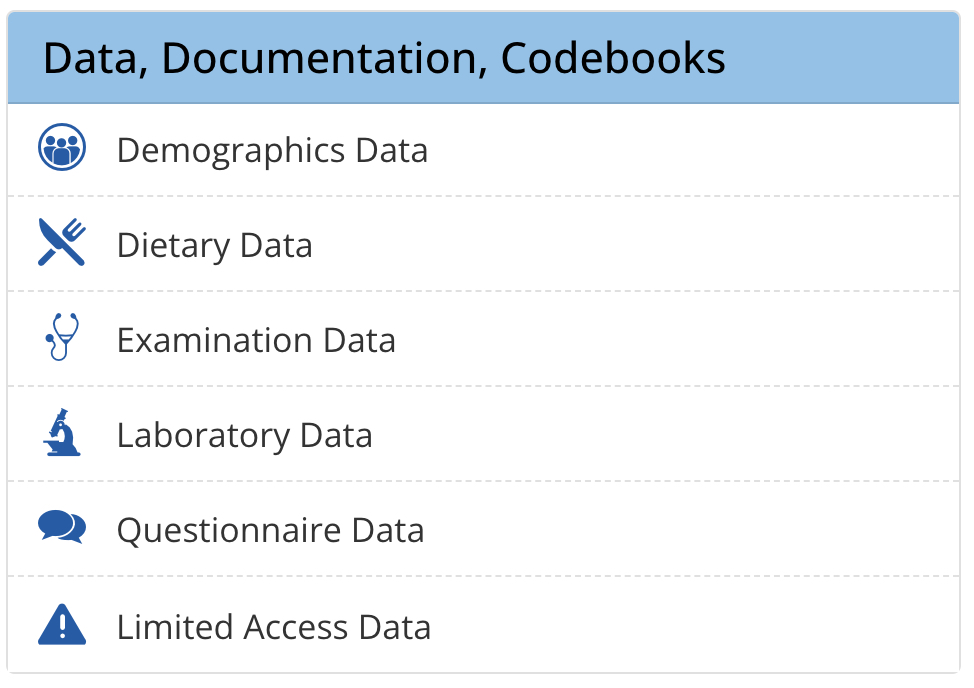 Data, Documentation, Codebooks
Demographics Data
Dietary Data
Examination Data
Laboratory Data
Questionnaire Data
Limited Access Data